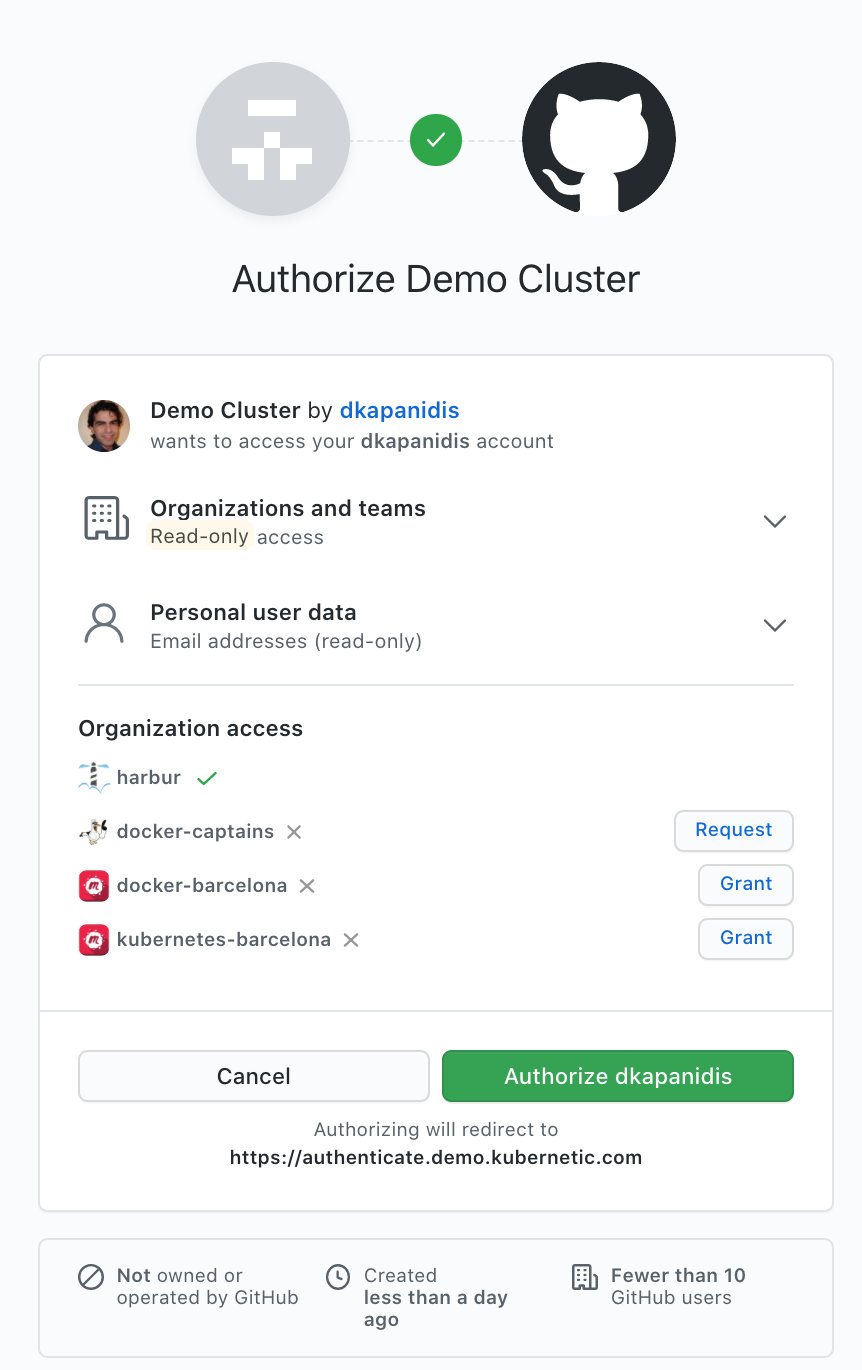 Authorize Demo Cluster
Demo Cluster by dkapanidis
wants to access your dkapanidis account
Organizations and teams
Read-only access
Personal user data
Email addresses (read-only)
Organization access
harbur
docker-captains
Request
docker-barcelona
Grant
kubernetes-barcelona
Grant
Cancel
Authorize dkapanidis
Authorizing will redirect to
https://authenticate.demo.kubernetic.com
Not owned or
operated by GitHub
Created
less than a day
ago
Fewer than 10
GitHub users